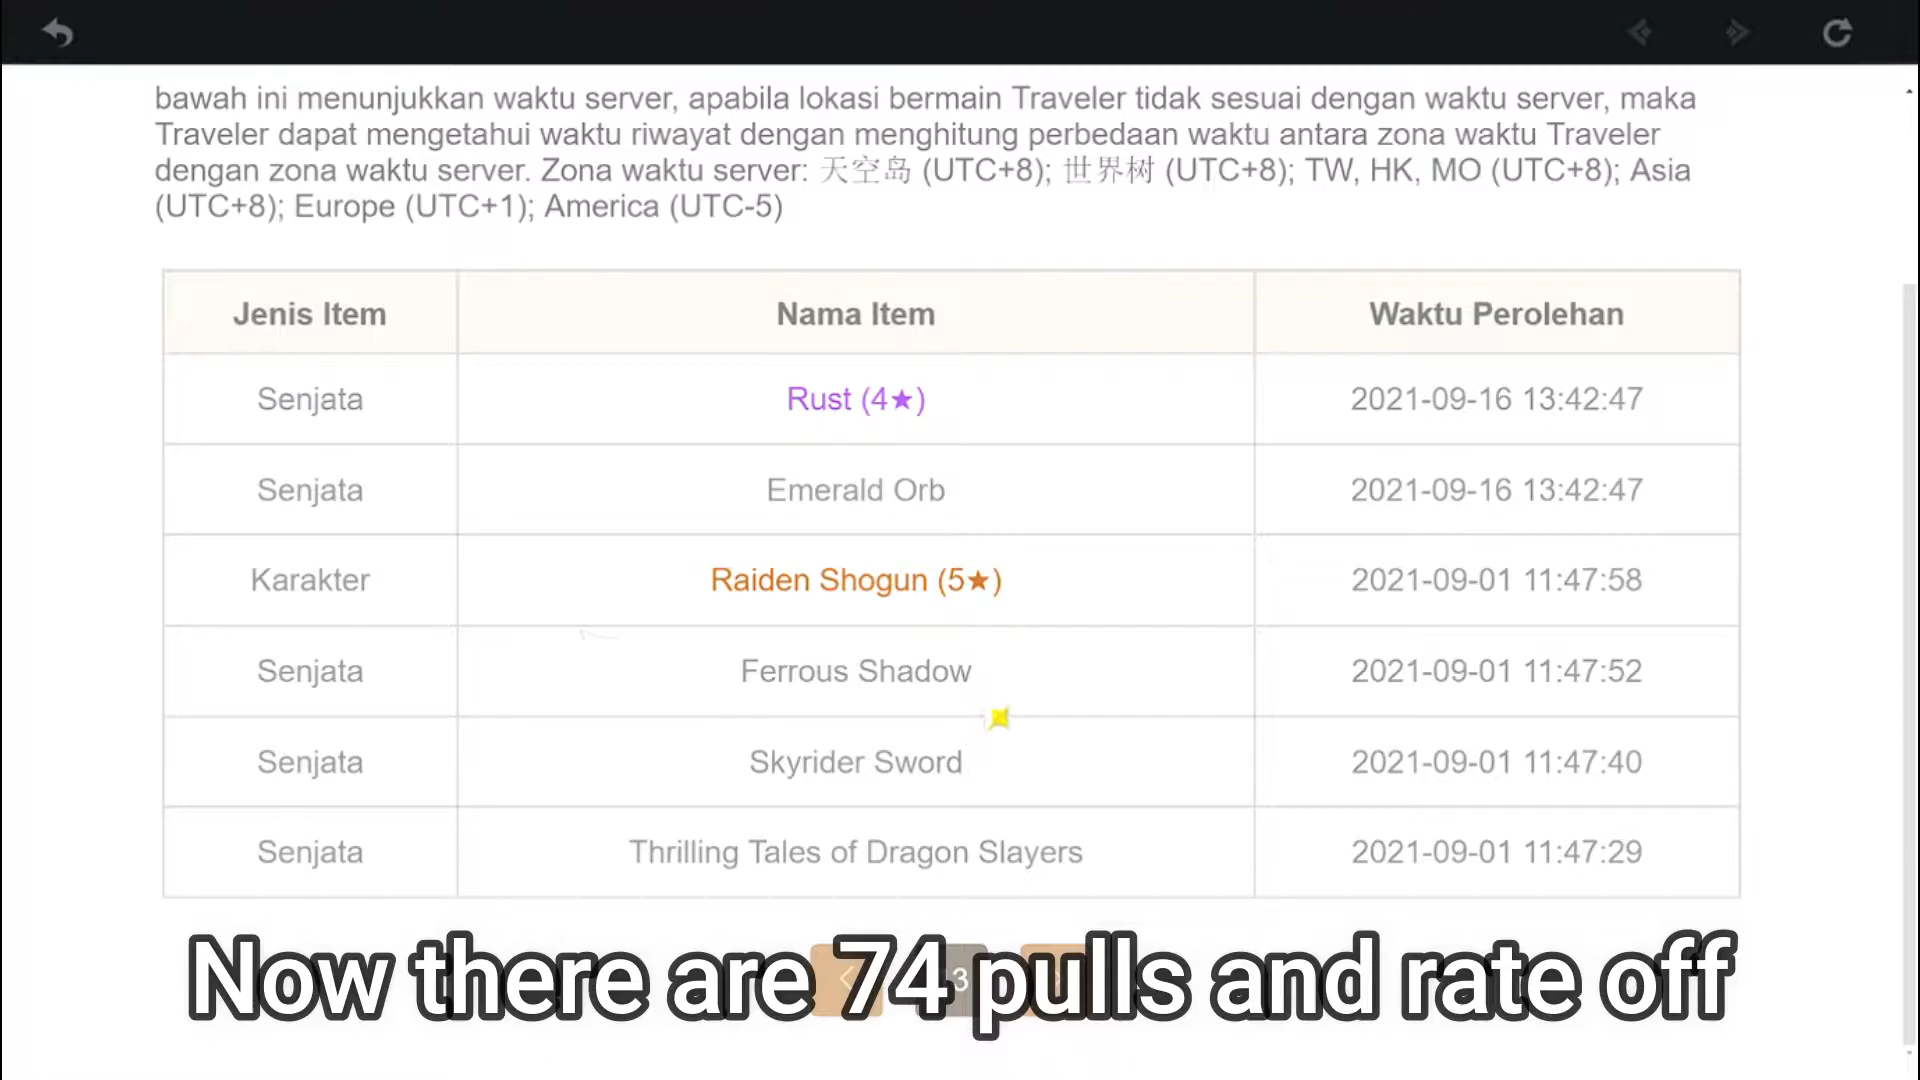 bawah ini menunjukkan waktu server, apabila lokasi bermain Traveler tidak sesuai dengan waktu server, maka
Traveler dapat mengetahui waktu riwayat dengan menghitung perbedaan waktu antara zona waktu Traveler
dengan zona waktu server. Zona waktu server: 天空岛 (UTC+8); 世界树 (UTC+8); TW, HK, MO (UTC+8); Asia
(UTC+8); Europe (UTC+1); America (UTC-5)
Jenis Item Nama Item Waktu Perolehan
Senjata Rust (4★) 2021-09-16 13:42:47
Senjata Emerald Orb 2021-09-16 13:42:47
Karakter Raiden Shogun (5★) 2021-09-01 11:47:58
Senjata Ferrous Shadow 2021-09-01 11:47:52
Senjata Skyrider Sword 2021-09-01 11:47:40
Senjata Thrilling Tales of Dragon Slayers 2021-09-01 11:47:29
Now there are 74 pulls and rate off